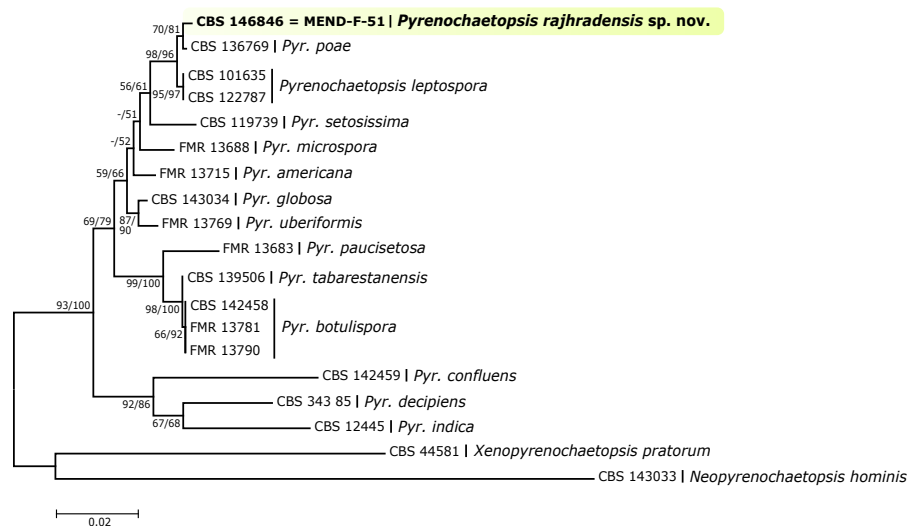 CBS 146846 = MEND-F-51 | Pyrenochaetopsis rajhradensis sp. nov.
70/81
CBS 136769 | Pyr. poae
98/96
CBS 101635
Pyrenochaetopsis leptospora
95/97
CBS 122787
56/61
CBS 119739 | Pyr. setosissima
-/51
FMR 13688 | Pyr. microspora
-/52
FMR 13715 | Pyr. americana
59/66
CBS 143034 | Pyr. globosa
87/
90
FMR 13769 | Pyr. uberiformis
69/79
FMR 13683 | Pyr. paucisetosa
99/100
CBS 139506 | Pyr. tabarestanensis
98/100
CBS 142458
FMR 13781
Pyr. botulispora
66/92
FMR 13790
93/100
CBS 142459 | Pyr. confluens
92/86
CBS 343 85 | Pyr. decipiens
67/68
CBS 12445 | Pyr. indica
CBS 44581 | Xenopyrenochaetopsis pratorum
CBS 143033 | Neopyrenochaetopsis hominis
0.02